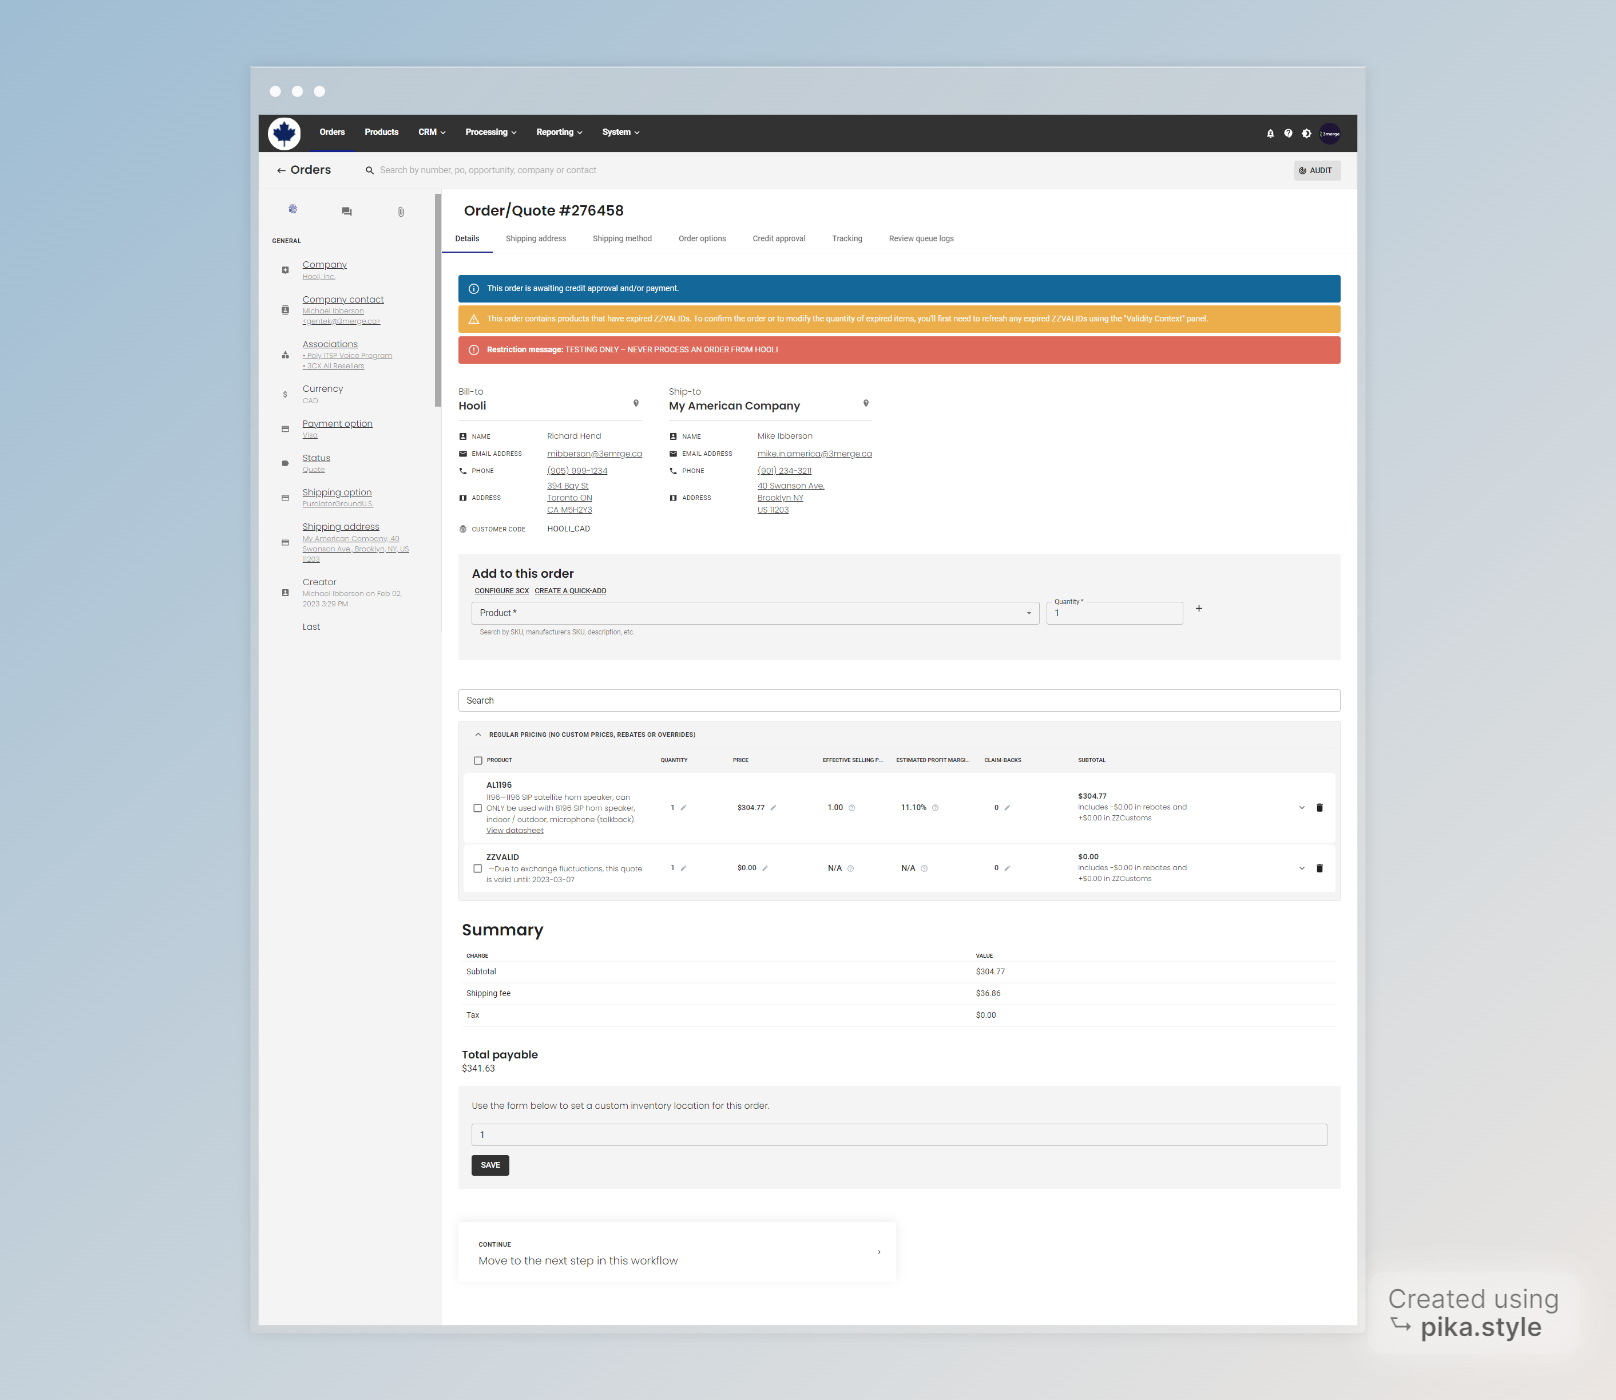 Orders
Products
CRM
Processing
Reporting
System
3merge
Orders
Search by number, po, opportunity, company or contact
AUDIT
GENERAL
Company
Hooli, Inc.
Company contact
Michael Ibberson
<gentek@3merge.ca>
Associations
• Poly ITSP Voice Program
• 3CX All Resellers
Currency
CAD
Payment option
Visa
Status
Quote
Shipping option
PurolatorGroundU.S.
Shipping address
My American Company, 40
Swanson Ave., Brooklyn, NY, US
11203
Creator
Michael Ibberson on Feb 02,
2023 3:29 PM
Last
Order/Quote #276458
Details
Shipping address
Shipping method
Order options
Credit approval
Tracking
Review queue logs
This order is awaiting credit approval and/or payment.
This order contains products that have expired ZZVALIDs. To confirm the order or to modify the quantity of expired items, you'll first need to refresh any expired ZZVALIDs using the "Validity Context" panel.
Restriction message: TESTING ONLY – NEVER PROCESS AN ORDER FROM HOOLI
Bill-to
Hooli
NAME Richard Hend
EMAIL ADDRESS mibberson@3emrge.ca
PHONE (905) 999-1234
394 Bay St
ADDRESS Toronto ON
CA M5H2Y3
CUSTOMER CODE HOOLI_CAD
Ship-to
My American Company
NAME Mike Ibberson
EMAIL ADDRESS mike.in.america@3merge.ca
PHONE (901) 234-3211
40 Swanson Ave.
ADDRESS Brooklyn NY
US 11203
Add to this order
CONFIGURE 3CX CREATE A QUICK-ADD
Product *
Quantity *
1
+
Search by SKU, manufacturer's SKU, description, etc.
Search
REGULAR PRICING (NO CUSTOM PRICES, REBATES OR OVERRIDES)
PRODUCT QUANTITY PRICE EFFECTIVE SELLING P... ESTIMATED PROFIT MARGI... CLAIM-BACKS SUBTOTAL
AL1196
1196—1196 SIP satellite horn speaker, can
ONLY be used with 8196 SIP horn speaker,
indoor / outdoor, microphone (talkback).
View datasheet
1
$304.77
1.00
11.10%
0
$304.77
Includes -$0.00 in rebates and
+$0.00 in ZZCustoms
ZZVALID
—Due to exchange fluctuations, this quote
is valid until: 2023-03-07
1
$0.00
N/A
N/A
0
$0.00
Includes -$0.00 in rebates and
+$0.00 in ZZCustoms
Summary
CHARGE VALUE
Subtotal $304.77
Shipping fee $36.86
Tax $0.00
Total payable
$341.63
Use the form below to set a custom inventory location for this order.
1
SAVE
CONTINUE
Move to the next step in this workflow
Created using
pika.style